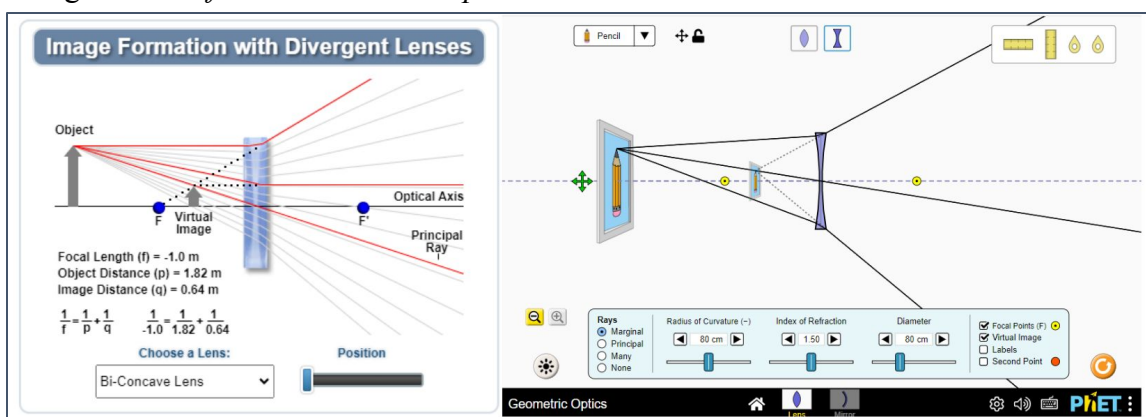 Image Formation with Divergent Lenses
Object
Optical Axis
F
Virtual
Image
F'
Principal
Ray
Focal Length (f) = -1.0 m
Object Distance (p) = 1.82 m
Image Distance (q) = 0.64 m
1/f = 1/p + 1/q 1/-1.0 = 1/1.82 + 1/0.64
Choose a Lens:
Position
Bi-Concave Lens
Pencil
Rays
Marginal
Principal
Many
None
Radius of Curvature (−)
80 cm
Index of Refraction
1.50
Diameter
80 cm
Focal Points (F)
Virtual Image
Labels
Second Point
Geometric Optics
Lens
Mirror
PhET